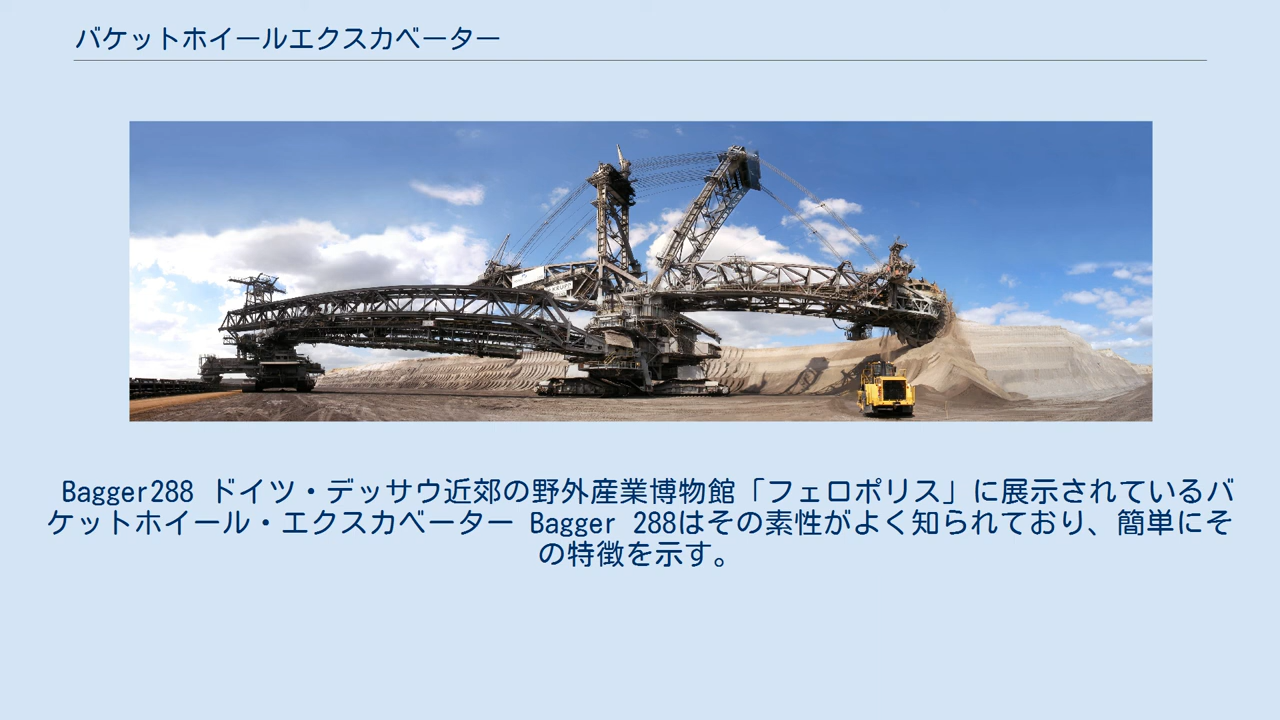 バケットホイールエクスカベーター
Bagger288 ドイツ・デッサウ近郊の野外産業博物館「フェロポリス」に展示されているバ
ケットホイール・エクスカベーター Bagger 288はその素性がよく知られており、簡単にそ
の特徴を示す。